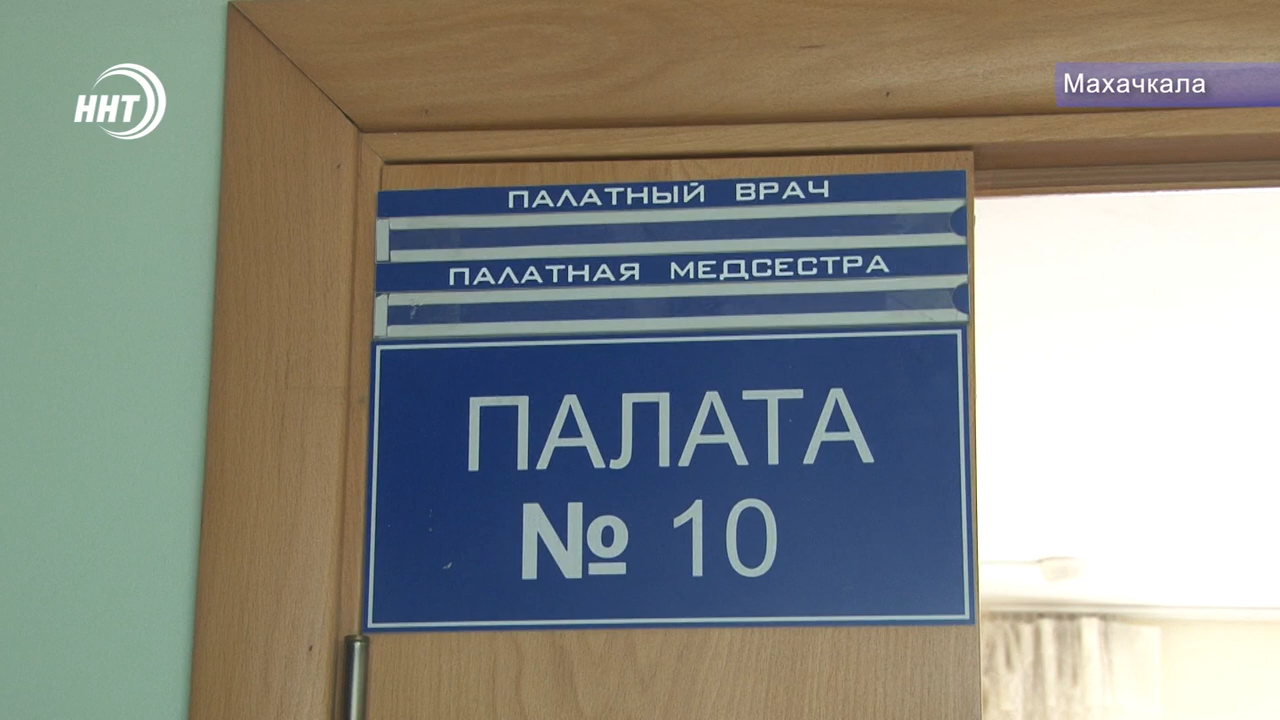 ННТ
Махачкала
ПАЛАТНЫЙ ВРАЧ
ПАЛАТНАЯ МЕДСЕСТРА
ПАЛАТА
№ 10